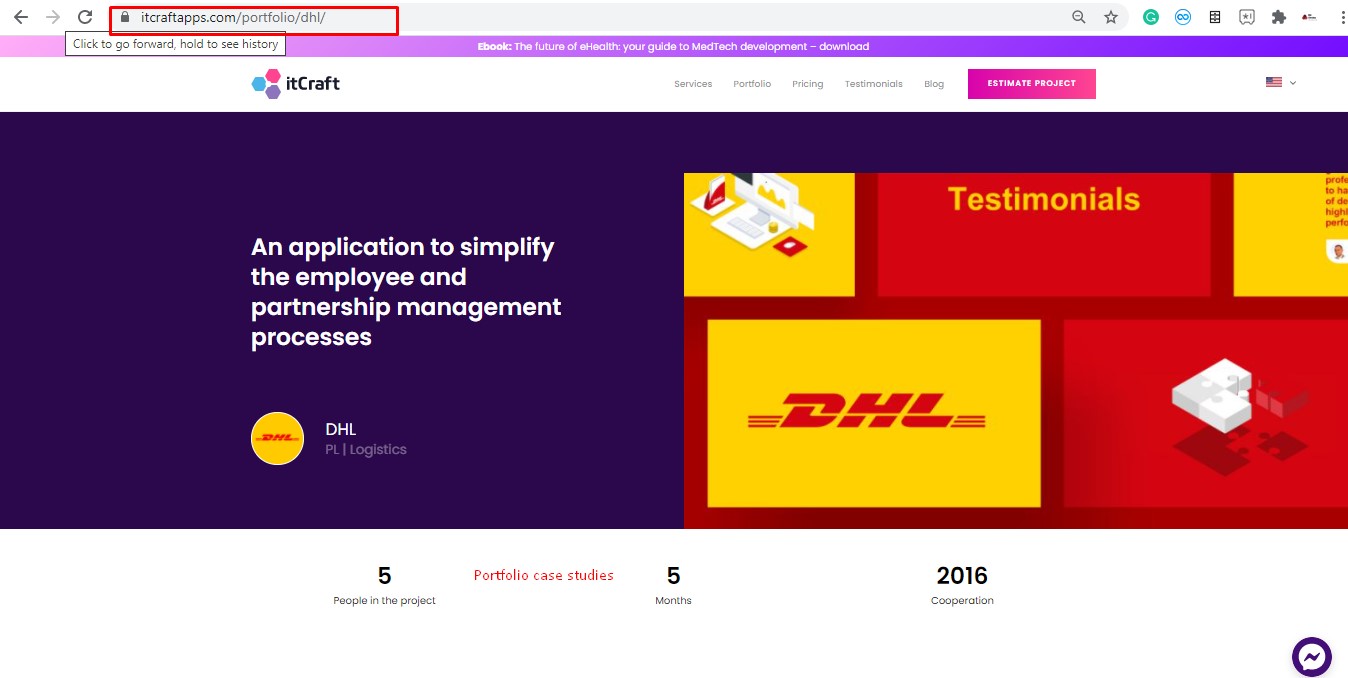 itcraftapps.com/portfolio/dhl/
Click to go forward, hold to see history
Ebook: The future of eHealth: your guide to MedTech development – download
itCraft
Services
Portfolio
Pricing
Testimonials
Blog
ESTIMATE PROJECT
An application to simplify
the employee and
partnership management
processes
DHL
DHL
PL | Logistics
Testimonials
profe
to ha
of de
highl
perfo
DHL
5
People in the project
Portfolio case studies
5
Months
2016
Cooperation